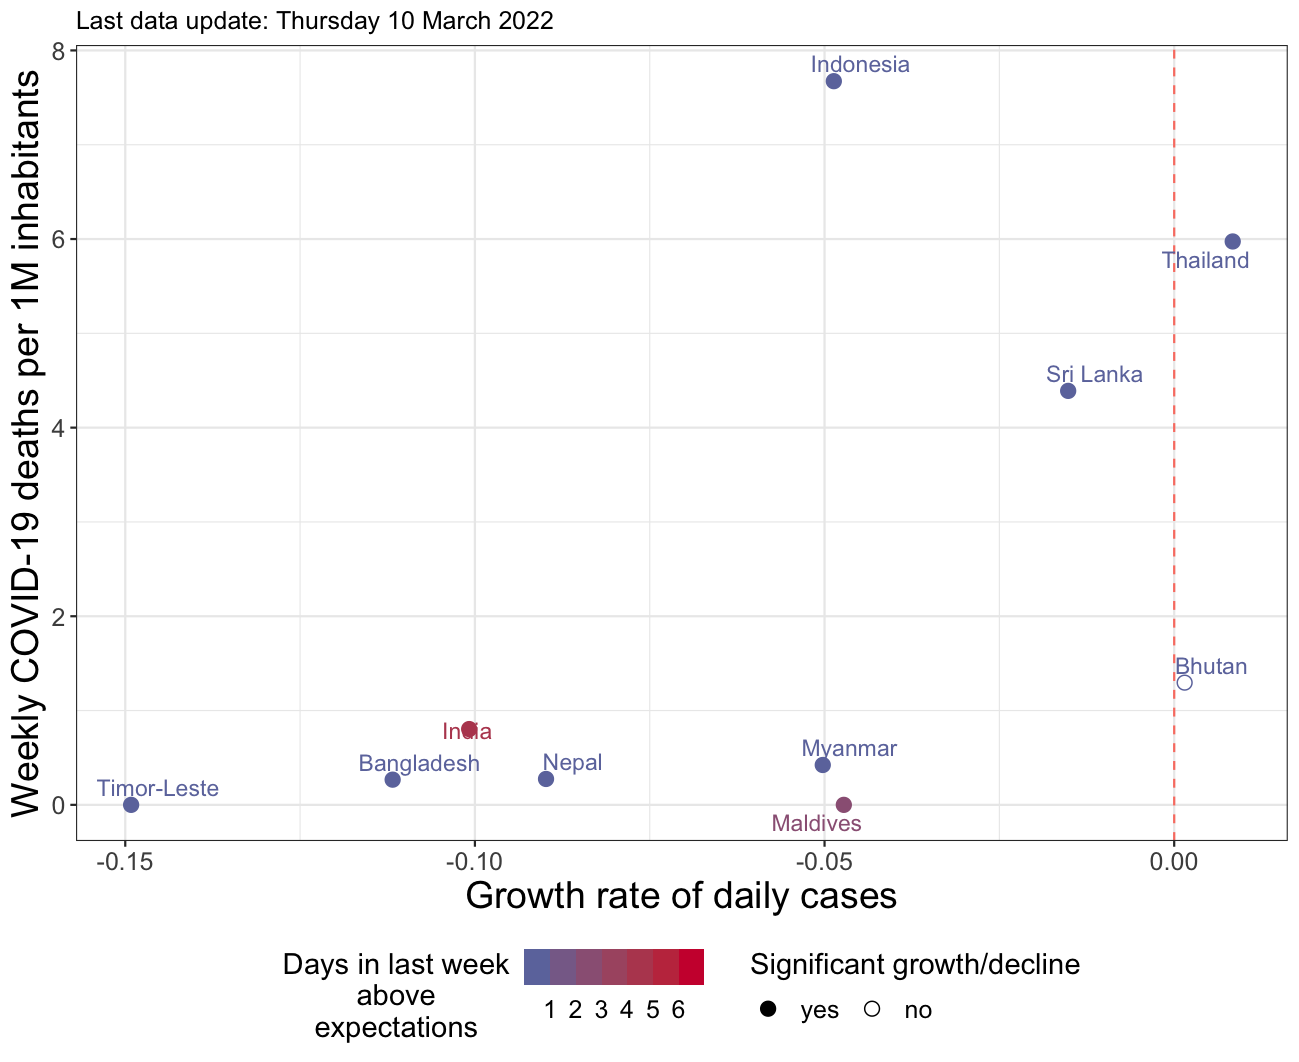 Last data update: Thursday 10 March 2022
Weekly COVID-19 deaths per 1M inhabitants
8
6
4
2
0
Indonesia
Thailand
Sri Lanka
Bhutan
India
Myanmar
Bangladesh
Nepal
Timor-Leste
Maldives
-0.15
-0.10
-0.05
0.00
Growth rate of daily cases
Days in last week
above
expectations
1 2 3 4 5 6
Significant growth/decline
yes
no